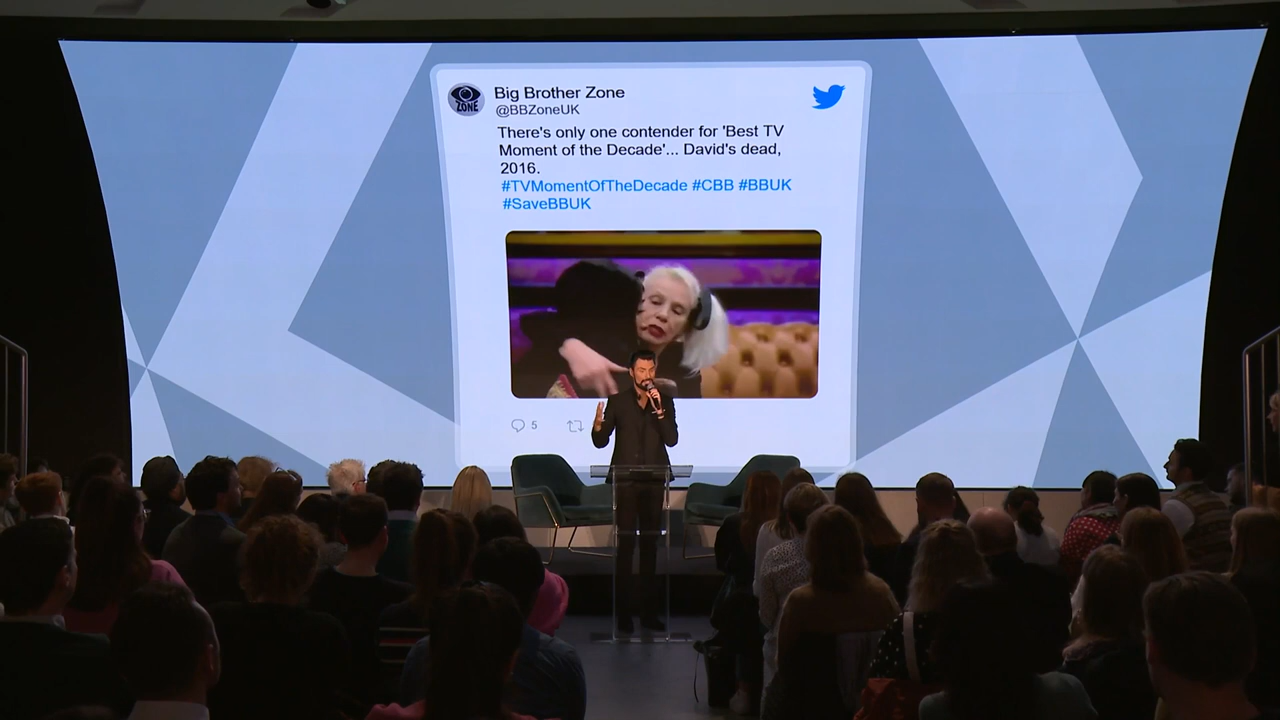 ZONE
Big Brother Zone
@BBZoneUK
There's only one contender for 'Best TV
Moment of the Decade'... David's dead,
2016.
#TVMomentOfTheDecade #CBB #BBUK
#SaveBBUK
5